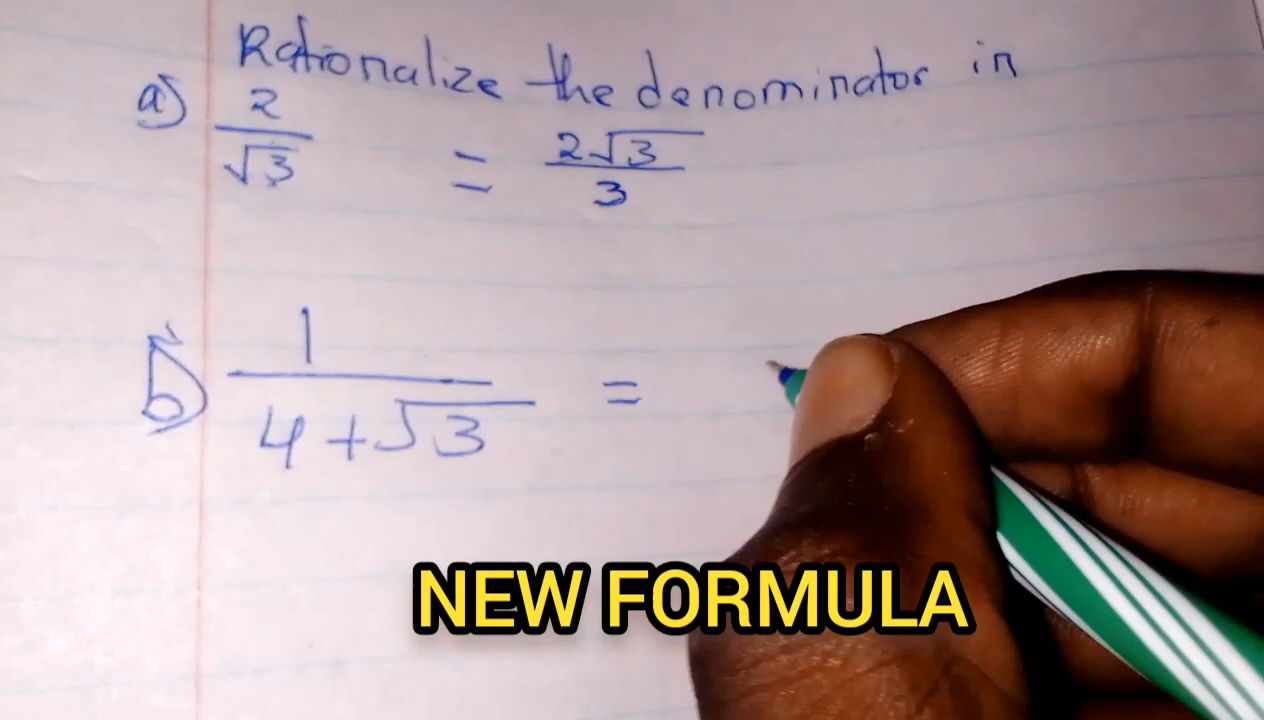 Rationalize the denominator in
a) 2/√3 = 2√3/3
b) 1/4+√3 =
NEW FORMULA